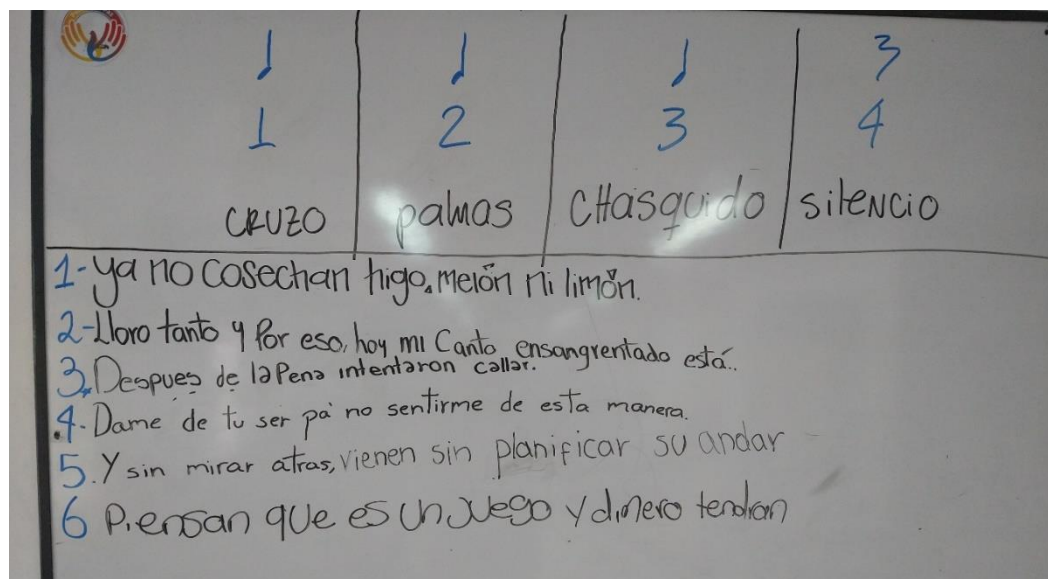 ♩ ♩ ♩ 𝄽
1 2 3 4
CRUZO palmas CHasquido silencio
1- ya no cosechan higo, melón ni limón.
2- Lloro tanto y Por eso, hoy mi Canto ensangrentado está..
3. Despues de la Pena intentaron callar.
4. Dame de tu ser pa' no sentirme de esta manera.
5. Y sin mirar atras, vienen sin planificar su andar
6 Piensan que es un Juego y dinero tendran